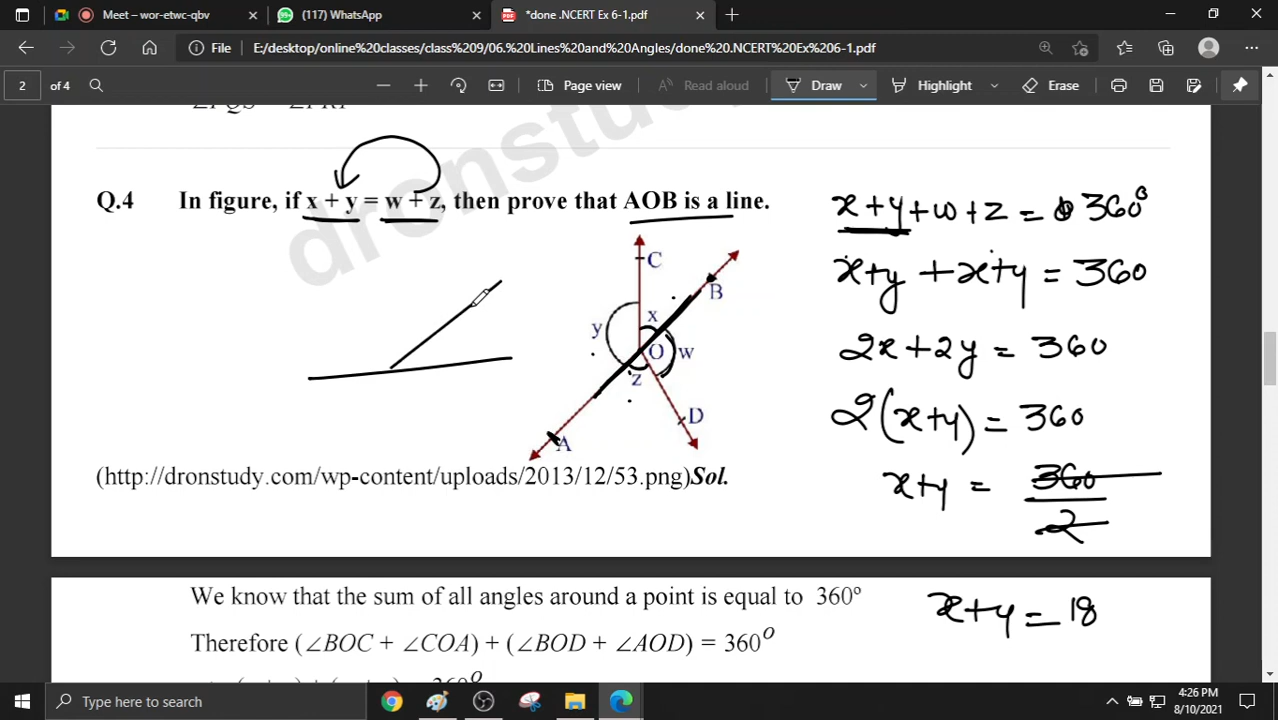 Meet – wor-etwc-qbv
(117) WhatsApp
*done .NCERT Ex 6-1.pdf
File
E:/desktop/online%20classes/class%209/06.%20Lines%20and%20Angles/done%20.NCERT%20Ex%206-1.pdf
2 of 4
Page view
Read aloud
Draw
Highlight
Erase
dronstudy.
Q.4 In figure, if x + y = w + z, then prove that AOB is a line.
C
B
x
y
O
w
z
D
A
(http://dronstudy.com/wp-content/uploads/2013/12/53.png)Sol.
x+y+w+z = 360°
x+y +x+y = 360
2x+2y = 360
2(x+y) = 360
x+y = 360
2
We know that the sum of all angles around a point is equal to 360º
x+y = 18
Therefore (∠BOC + ∠COA) + (∠BOD + ∠AOD) = 360º
Type here to search
4:26 PM
8/10/2021